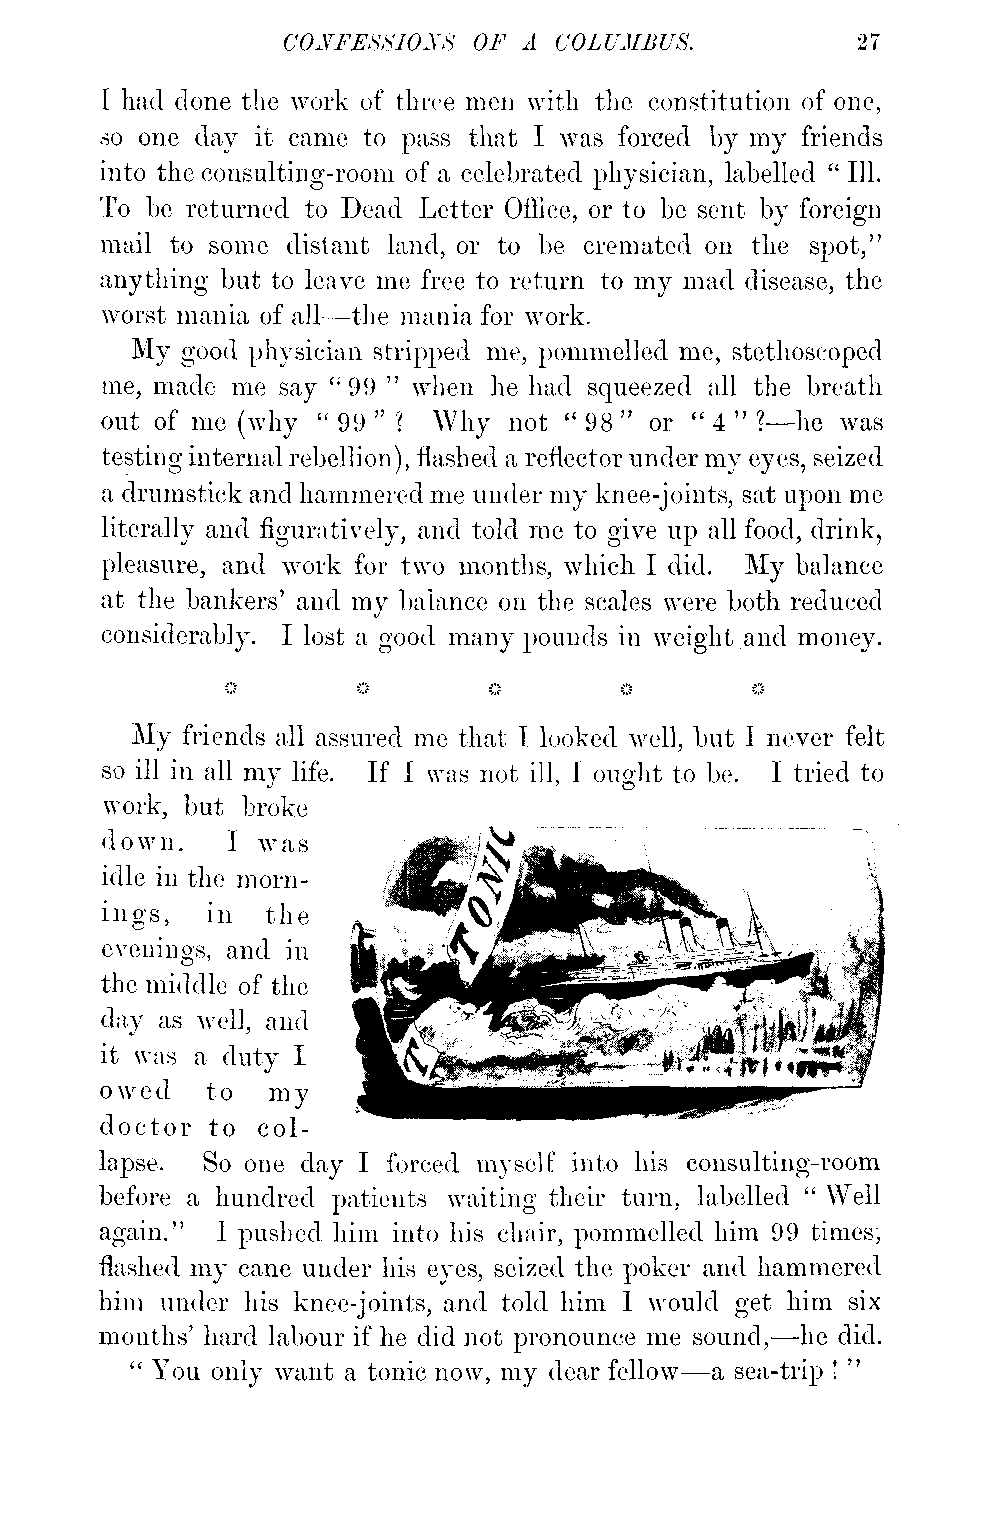 CONFESSIONS OF A COLUMBUS. 27
I had done the work of three men with the constitution of one,
so one day it came to pass that I was forced by my friends
into the consulting-room of a celebrated physician, labelled “ Ill.
To be returned to Dead Letter Office, or to be sent by foreign
mail to some distant land, or to be cremated on the spot,”
anything but to leave me free to return to my mad disease, the
worst mania of all—the mania for work.
My good physician stripped me, pommelled me, stethoscoped
me, made me say “ 99 ” when he had squeezed all the breath
out of me (why “ 99 ” ? Why not “ 98 ” or “ 4 ” ?—he was
testing internal rebellion), flashed a reflector under my eyes, seized
a drumstick and hammered me under my knee-joints, sat upon me
literally and figuratively, and told me to give up all food, drink,
pleasure, and work for two months, which I did. My balance
at the bankers’ and my balance on the scales were both reduced
considerably. I lost a good many pounds in weight and money.
* * * * *
My friends all assured me that I looked well, but I never felt
so ill in all my life. If I was not ill, I ought to be. I tried to
work, but broke
down. I was
idle in the morn-
ings, in the
evenings, and in
the middle of the
day as well, and
it was a duty I
owed to my
doctor to col-
TONIC
T
lapse. So one day I forced myself into his consulting-room
before a hundred patients waiting their turn, labelled “ Well
again.” I pushed him into his chair, pommelled him 99 times,
flashed my cane under his eyes, seized the poker and hammered
him under his knee-joints, and told him I would get him six
months’ hard labour if he did not pronounce me sound,—he did.
“ You only want a tonic now, my dear fellow—a sea-trip ! ”